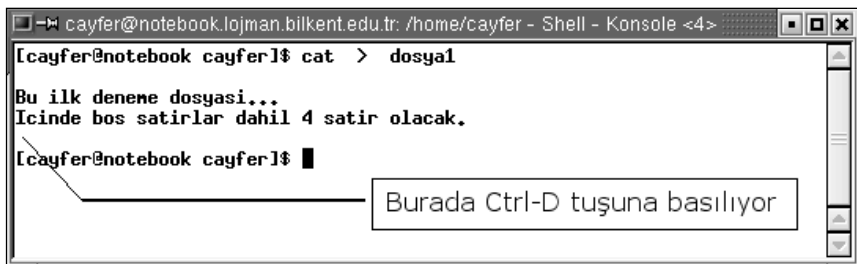 cayfer@notebook.lojman.bilkent.edu.tr: /home/cayfer - Shell - Konsole <4>
[cayfer@notebook cayfer]$ cat  >  dosya1
Bu ilk deneme dosyasi...
Icinde bos satirlar dahil 4 satir olacak.
[cayfer@notebook cayfer]$
Burada Ctrl-D tuşuna basılıyor